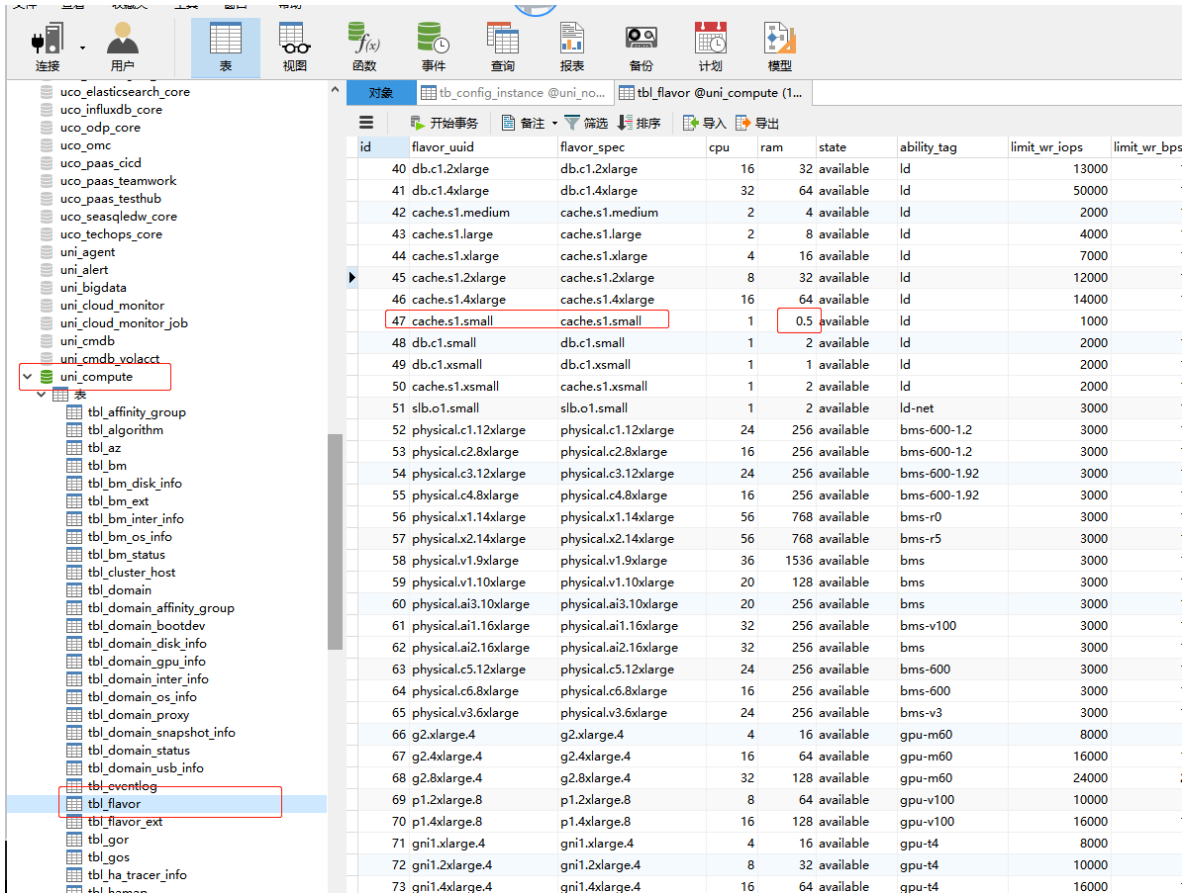 文件 查看 收藏夹 工具 窗口 帮助
连接 用户 表 视图 函数 事件 查询 报表 备份 计划 模型
f(x)
uco_elasticsearch_core
uco_influxdb_core
uco_odp_core
uco_omc
uco_paas_cicd
uco_paas_teamwork
uco_paas_testhub
uco_seasqledw_core
uco_techops_core
uni_agent
uni_alert
uni_bigdata
uni_cloud_monitor
uni_cloud_monitor_job
uni_cmdb
uni_cmdb_volacct
uni_compute
表
tbl_affinity_group
tbl_algorithm
tbl_az
tbl_bm
tbl_bm_disk_info
tbl_bm_ext
tbl_bm_inter_info
tbl_bm_os_info
tbl_bm_status
tbl_cluster_host
tbl_domain
tbl_domain_affinity_group
tbl_domain_bootdev
tbl_domain_disk_info
tbl_domain_gpu_info
tbl_domain_inter_info
tbl_domain_os_info
tbl_domain_proxy
tbl_domain_snapshot_info
tbl_domain_status
tbl_domain_usb_info
tbl_eventlog
tbl_flavor
tbl_flavor_ext
tbl_gor
tbl_gos
tbl_ha_tracer_info
tbl_hamap
对象 tb_config_instance @uni_no... tbl_flavor @uni_compute (1...
开始事务 备注 筛选 排序 导入 导出
id flavor_uuid flavor_spec cpu ram state ability_tag limit_wr_iops limit_wr_bps
40 db.c1.2xlarge db.c1.2xlarge 16 32 available ld 13000
41 db.c1.4xlarge db.c1.4xlarge 32 64 available ld 50000
42 cache.s1.medium cache.s1.medium 2 4 available ld 2000
43 cache.s1.large cache.s1.large 2 8 available ld 4000
44 cache.s1.xlarge cache.s1.xlarge 4 16 available ld 7000
45 cache.s1.2xlarge cache.s1.2xlarge 8 32 available ld 12000
46 cache.s1.4xlarge cache.s1.4xlarge 16 64 available ld 14000
47 cache.s1.small cache.s1.small 1 0.5 available ld 1000
48 db.c1.small db.c1.small 1 2 available ld 2000
49 db.c1.xsmall db.c1.xsmall 1 1 available ld 2000
50 cache.s1.xsmall cache.s1.xsmall 1 2 available ld 2000
51 slb.o1.small slb.o1.small 1 2 available ld-net 3000
52 physical.c1.12xlarge physical.c1.12xlarge 24 256 available bms-600-1.2 3000
53 physical.c2.8xlarge physical.c2.8xlarge 16 256 available bms-600-1.2 3000
54 physical.c3.12xlarge physical.c3.12xlarge 24 256 available bms-600-1.92 3000
55 physical.c4.8xlarge physical.c4.8xlarge 16 256 available bms-600-1.92 3000
56 physical.x1.14xlarge physical.x1.14xlarge 56 768 available bms-r0 3000
57 physical.x2.14xlarge physical.x2.14xlarge 56 768 available bms-r5 3000
58 physical.v1.9xlarge physical.v1.9xlarge 36 1536 available bms 3000
59 physical.v1.10xlarge physical.v1.10xlarge 20 128 available bms 3000
60 physical.ai3.10xlarge physical.ai3.10xlarge 20 256 available bms 3000
61 physical.ai1.16xlarge physical.ai1.16xlarge 32 256 available bms-v100 3000
62 physical.ai2.16xlarge physical.ai2.16xlarge 32 256 available bms 3000
63 physical.c5.12xlarge physical.c5.12xlarge 24 256 available bms-600 3000
64 physical.c6.8xlarge physical.c6.8xlarge 16 256 available bms-600 3000
65 physical.v3.6xlarge physical.v3.6xlarge 24 256 available bms-v3 3000
66 g2.xlarge.4 g2.xlarge.4 4 16 available gpu-m60 8000
67 g2.4xlarge.4 g2.4xlarge.4 16 64 available gpu-m60 16000
68 g2.8xlarge.4 g2.8xlarge.4 32 128 available gpu-m60 24000
69 p1.2xlarge.8 p1.2xlarge.8 8 64 available gpu-v100 10000
70 p1.4xlarge.8 p1.4xlarge.8 16 128 available gpu-v100 16000
71 gni1.xlarge.4 gni1.xlarge.4 4 16 available gpu-t4 8000
72 gni1.2xlarge.4 gni1.2xlarge.4 8 32 available gpu-t4 10000
73 gni1.4xlarge.4 gni1.4xlarge.4 16 64 available gpu-t4 16000